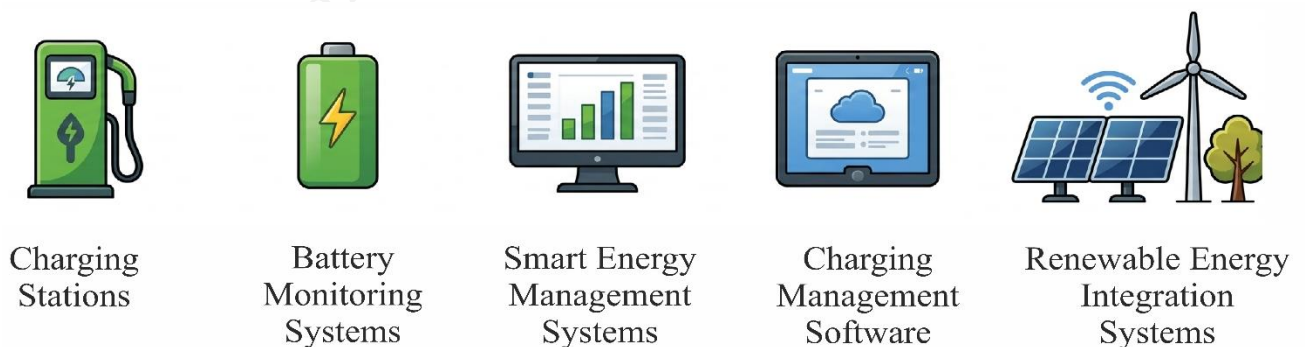 Charging
Stations
Battery
Monitoring
Systems
Smart Energy
Management
Systems
Charging
Management
Software
Renewable Energy
Integration
Systems